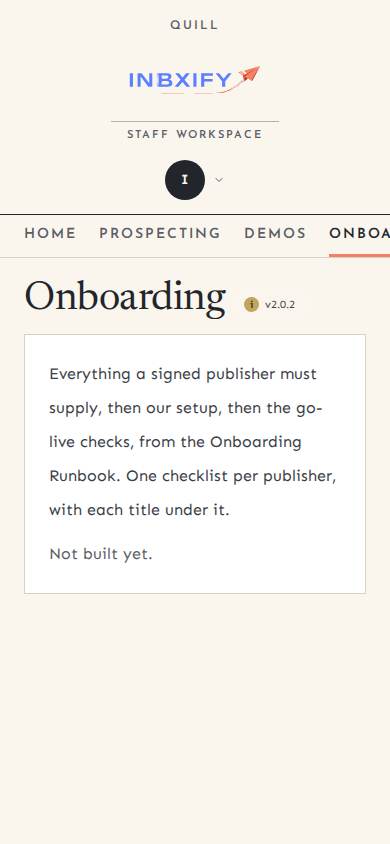 QUILL
INBXIFY
STAFF WORKSPACE
I
HOME PROSPECTING DEMOS ONBOA
Onboarding i v2.0.2
Everything a signed publisher must
supply, then our setup, then the go-
live checks, from the Onboarding
Runbook. One checklist per publisher,
with each title under it.
Not built yet.